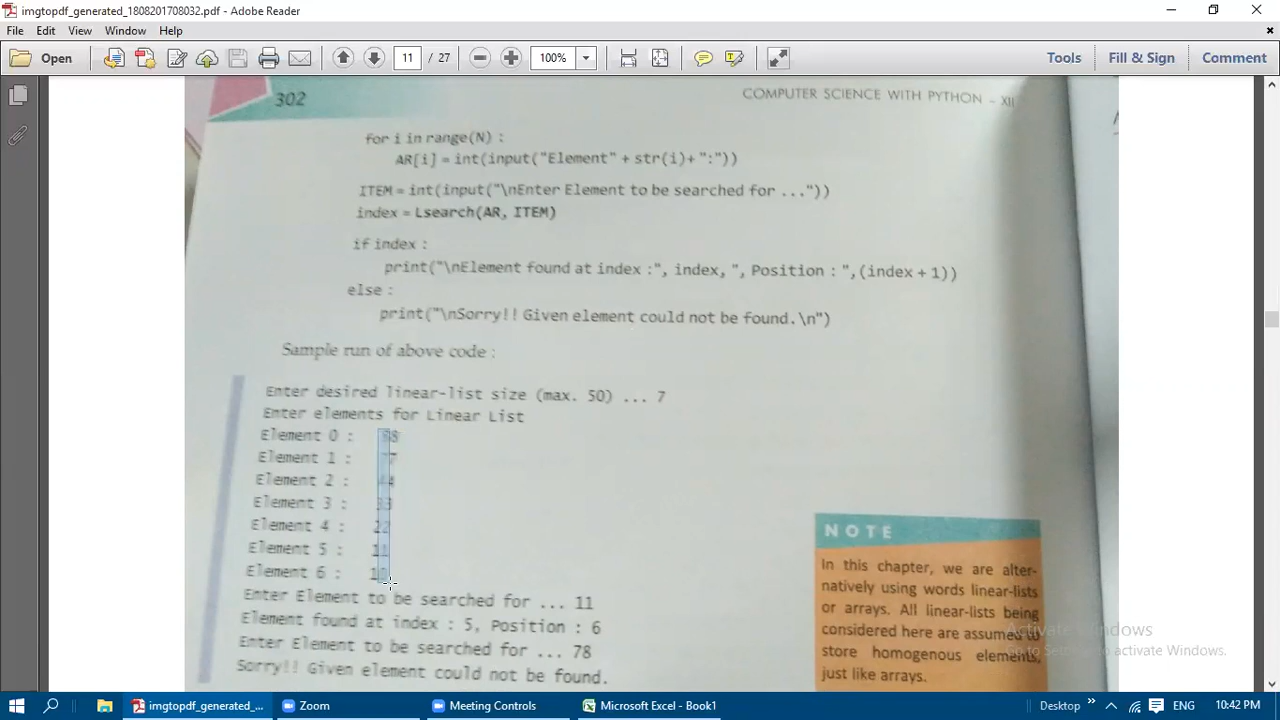 imgtopdf_generated_1808201708032.pdf - Adobe Reader
File Edit View Window Help
Open 11 / 27 100% Tools Fill & Sign Comment
302 COMPUTER SCIENCE WITH PYTHON – XII
for i in range(N) :
AR[i] = int(input("Element" + str(i)+ ":"))
ITEM = int(input("\nEnter Element to be searched for ..."))
index = Lsearch(AR, ITEM)
if index :
print("\nElement found at index :", index, ", Position : ",(index + 1))
else :
print("\nSorry!! Given element could not be found.\n")
Sample run of above code :
Enter desired linear-list size (max. 50) ... 7
Enter elements for Linear List
Element 0 :
Element 1 :
Element 2 :
Element 3 :
Element 4 : 22
Element 5 : 11
Element 6 :
Enter Element to be searched for ... 11
Element found at index : 5, Position : 6
Enter Element to be searched for ... 78
Sorry!! Given element could not be found.
NOTE
In this chapter, we are alter-
natively using words linear-lists
or arrays. All linear-lists being
considered here are assumed to
store homogenous elements,
just like arrays.
Activate Windows
Go to Settings to activate Windows.
imgtopdf_generated_... Zoom Meeting Controls Microsoft Excel - Book1 Desktop ENG 10:42 PM